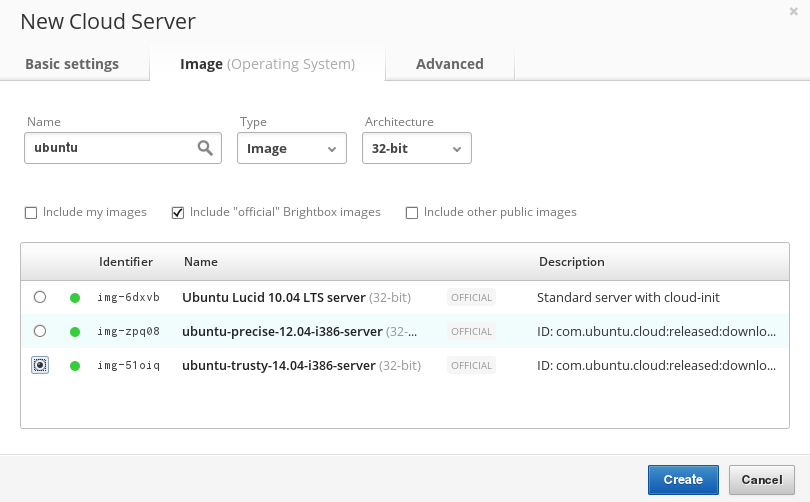 New Cloud Server
Basic settings Image (Operating System) Advanced
Name Type Architecture
ubuntu Image 32-bit
Include my images Include "official" Brightbox images Include other public images
Identifier Name Description
img-6dxvb Ubuntu Lucid 10.04 LTS server (32-bit) OFFICIAL Standard server with cloud-init
img-zpq08 ubuntu-precise-12.04-i386-server (32-... OFFICIAL ID: com.ubuntu.cloud:released:downlo...
img-51oiq ubuntu-trusty-14.04-i386-server (32-bit) OFFICIAL ID: com.ubuntu.cloud:released:downlo...
Create Cancel